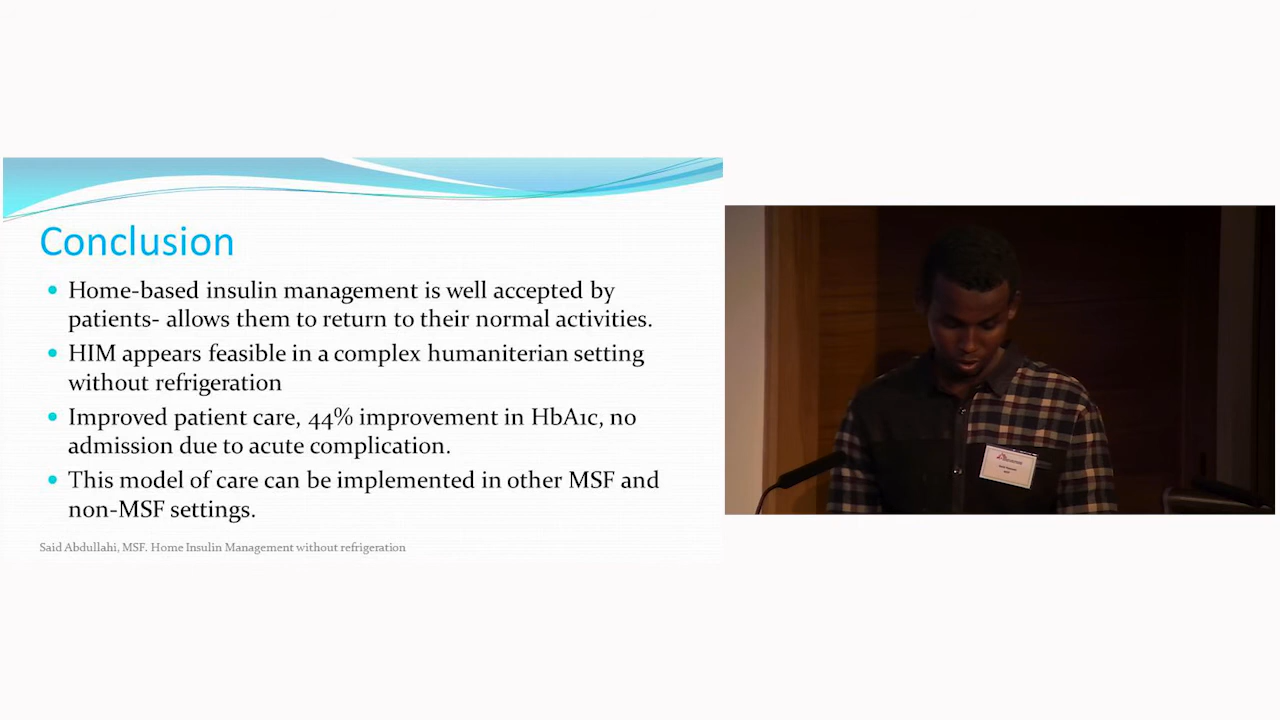 Conclusion
Home-based insulin management is well accepted by
patients- allows them to return to their normal activities.
HIM appears feasible in a complex humaniterian setting
without refrigeration
Improved patient care, 44% improvement in HbA1c, no
admission due to acute complication.
This model of care can be implemented in other MSF and
non-MSF settings.
Said Abdullahi, MSF. Home Insulin Management without refrigeration